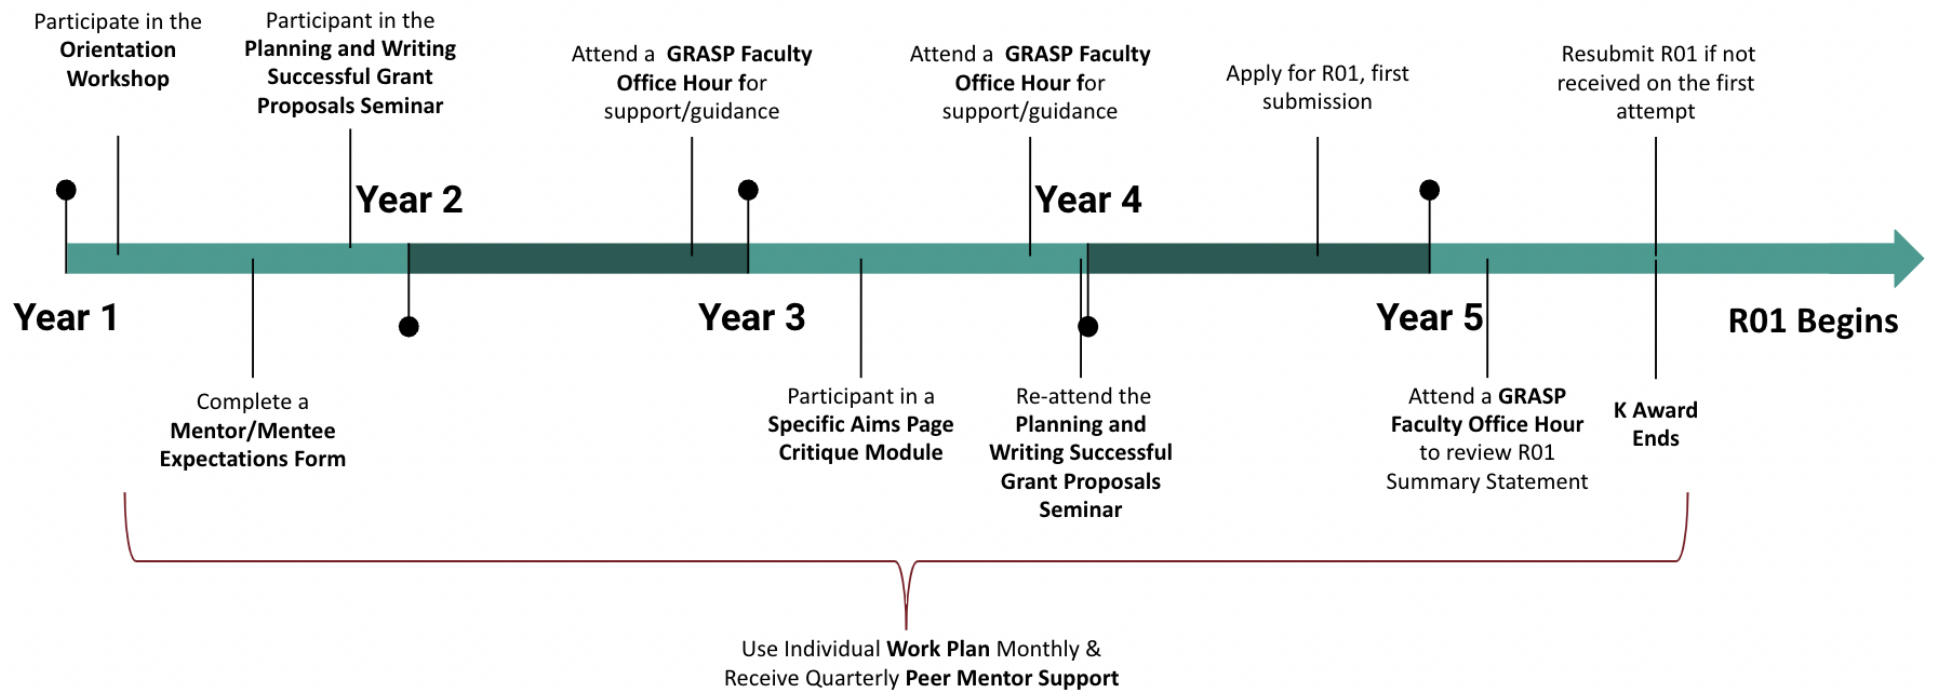 Participate in the
Orientation
Workshop
Participant in the
Planning and Writing
Successful Grant
Proposals Seminar
Attend a GRASP Faculty
Office Hour for
support/guidance
Attend a GRASP Faculty
Office Hour for
support/guidance
Apply for R01, first
submission
Resubmit R01 if not
received on the first
attempt
Year 2
Year 4
Year 1
Year 3
Year 5
R01 Begins
Complete a
Mentor/Mentee
Expectations Form
Participant in a
Specific Aims Page
Critique Module
Re-attend the
Planning and
Writing Successful
Grant Proposals
Seminar
Attend a GRASP
Faculty Office Hour
to review R01
Summary Statement
K Award
Ends
Use Individual Work Plan Monthly &
Receive Quarterly Peer Mentor Support